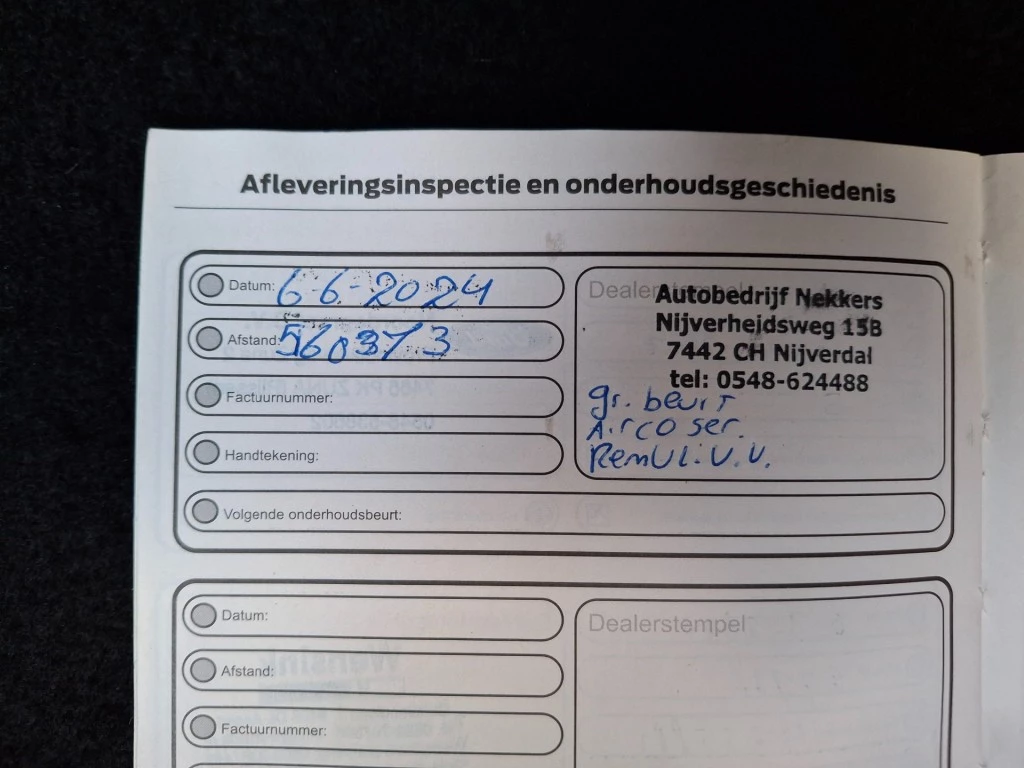 Afleveringsinspectie en onderhoudsgeschiedenis
Datum: 6-6-2024
Afstand:
Factuurnummer:
Handtekening:
Volgende onderhoudsbeurt:
Dealerstempel
Autobedrijf Nekkers
Nijverheidsweg 15B
7442 CH Nijverdal
tel: 0548-624488
gr. beurt
Airco ser.
RemVl. V.V.
Datum:
Afstand:
Factuurnummer:
Dealerstempel